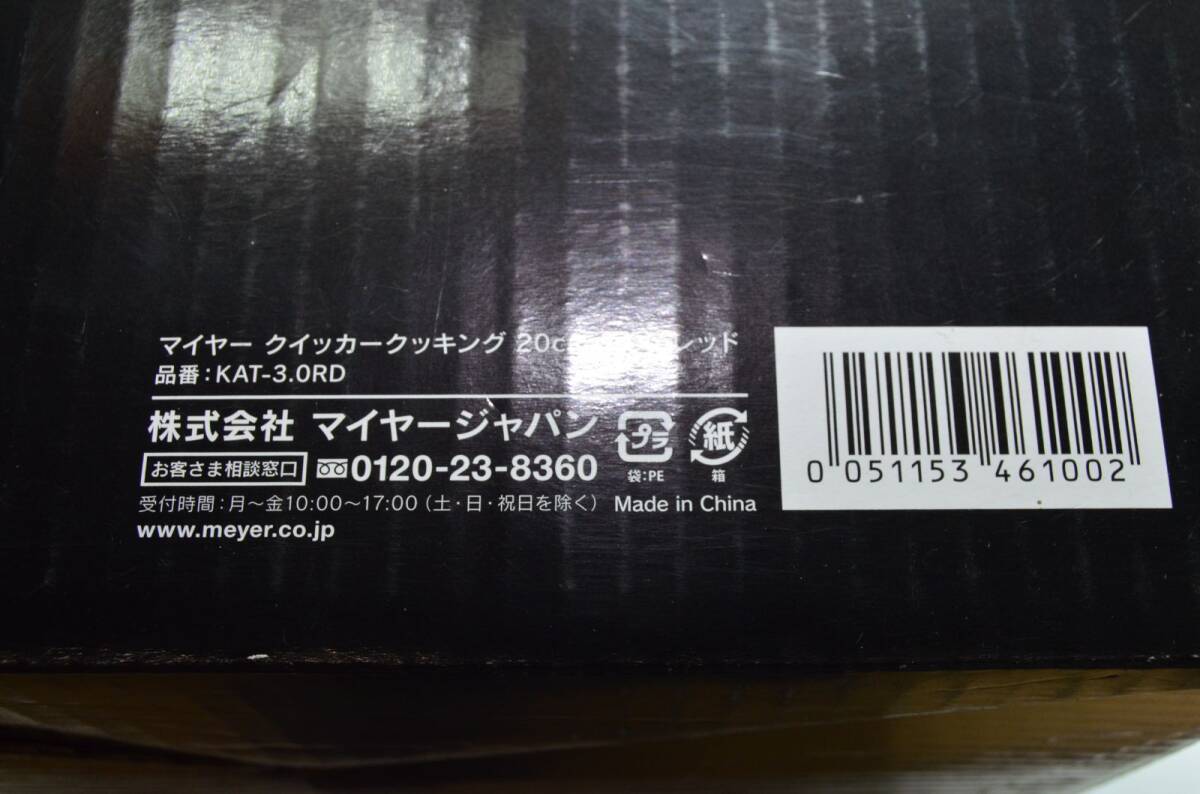 マイヤー クイッカークッキング 20c レッド
品番:KAT-3.0RD
株式会社 マイヤージャパン
プラ
紙
お客さま相談窓口 0120-23-8360
袋:PE
箱
受付時間:月〜金10:00〜17:00(土・日・祝日を除く) Made in China
www.meyer.co.jp
0 051153 461002